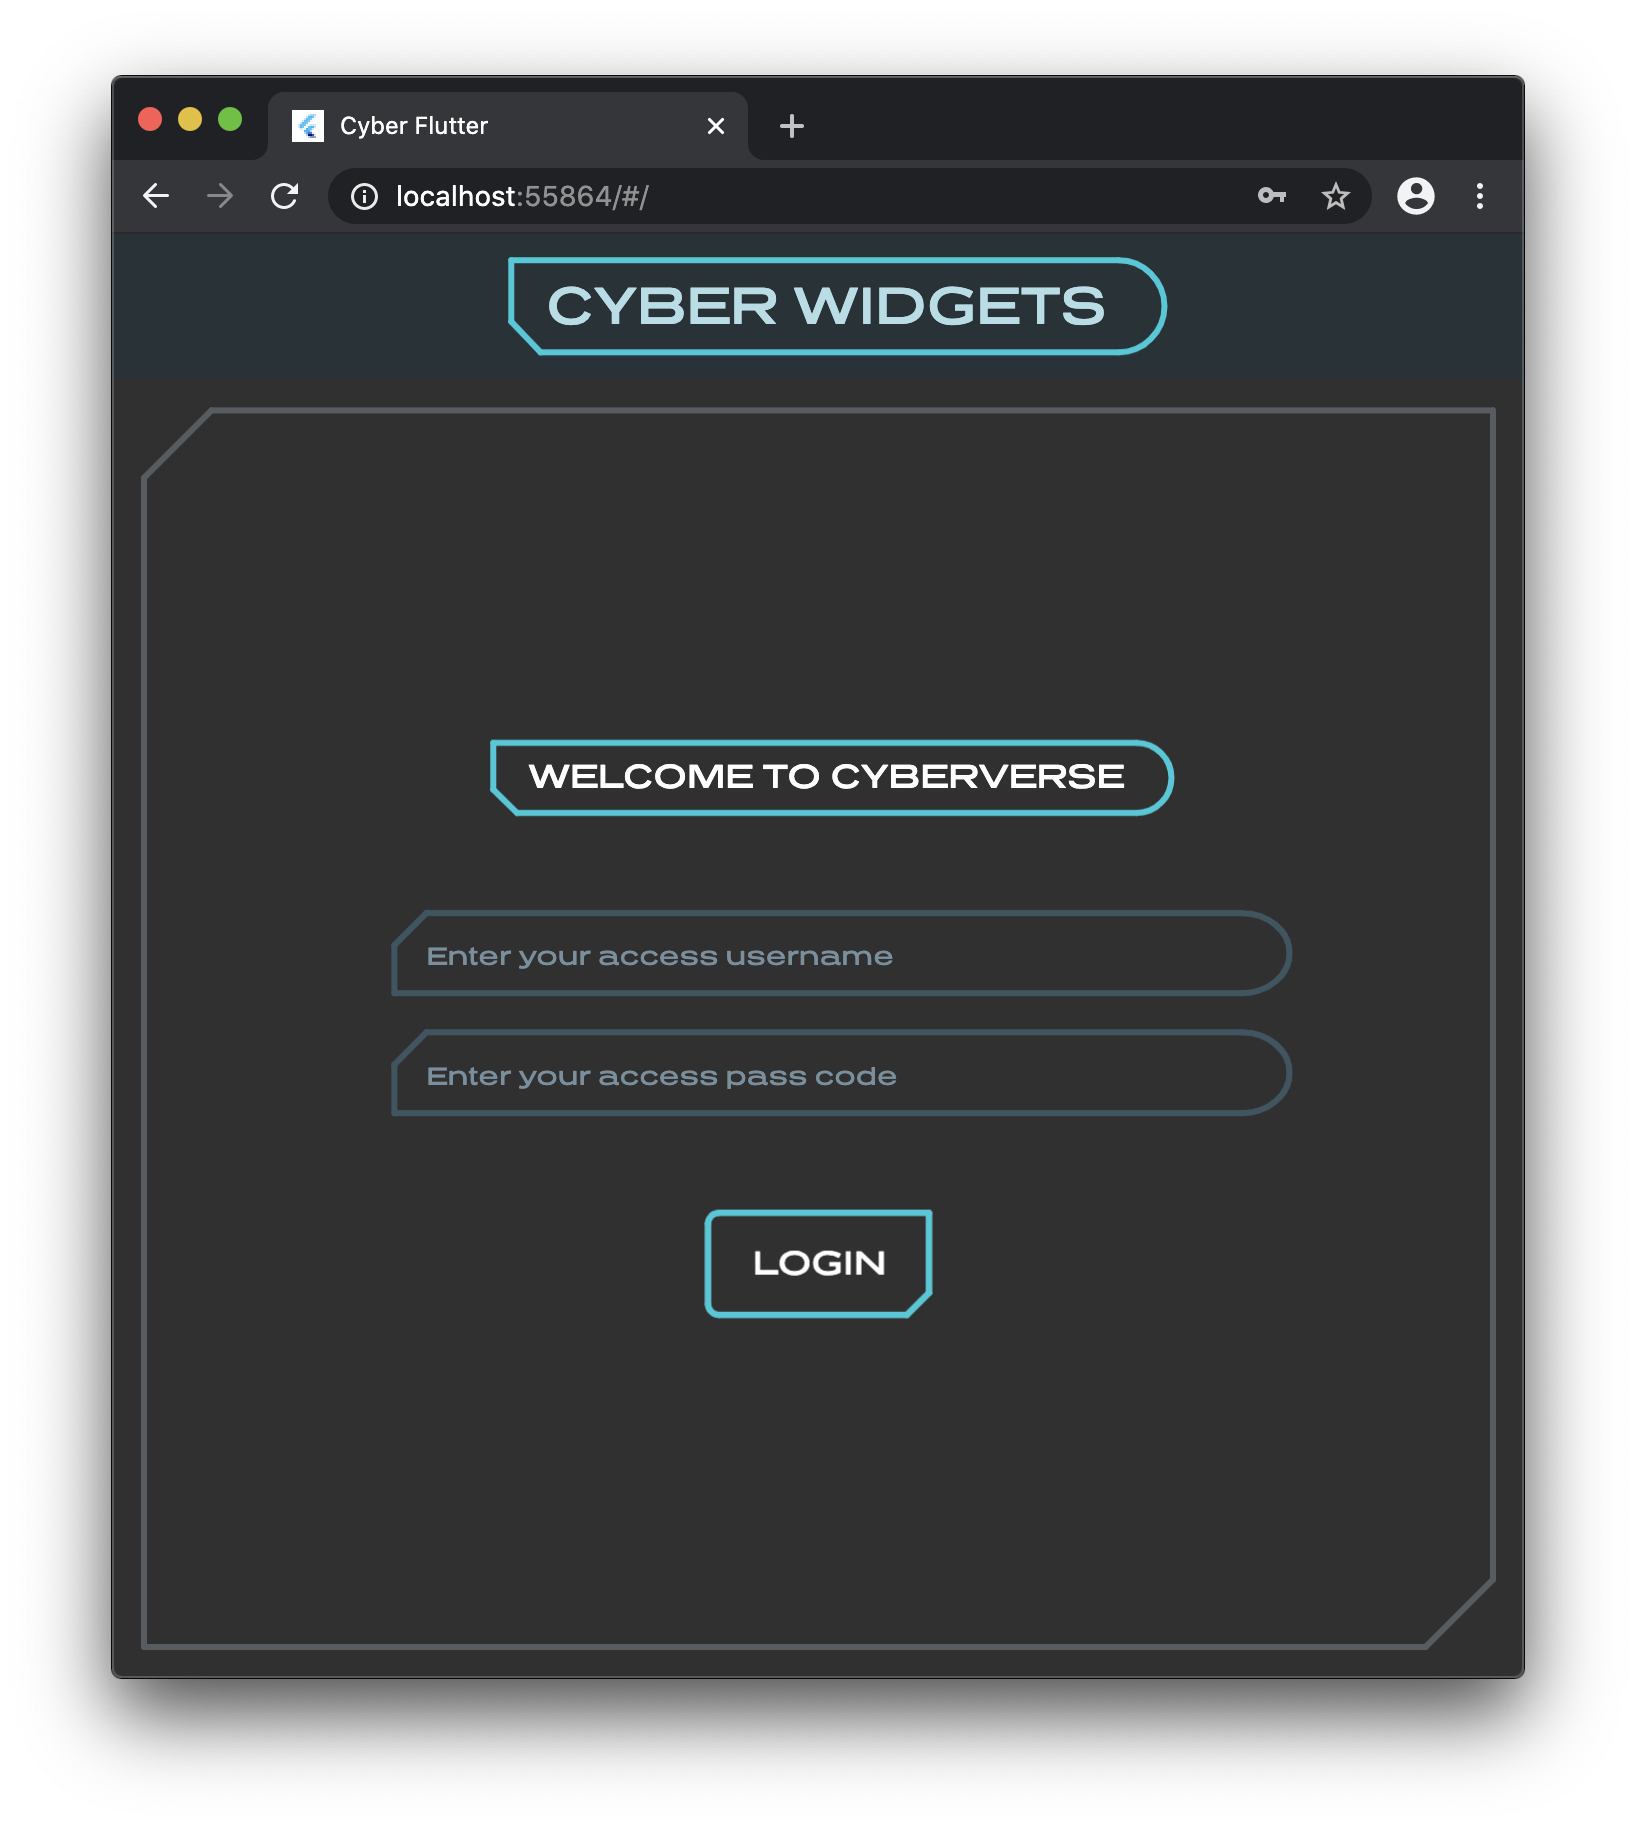 Cyber Flutter
localhost:55864/#/
CYBER WIDGETS
WELCOME TO CYBERVERSE
Enter your access username
Enter your access pass code
LOGIN